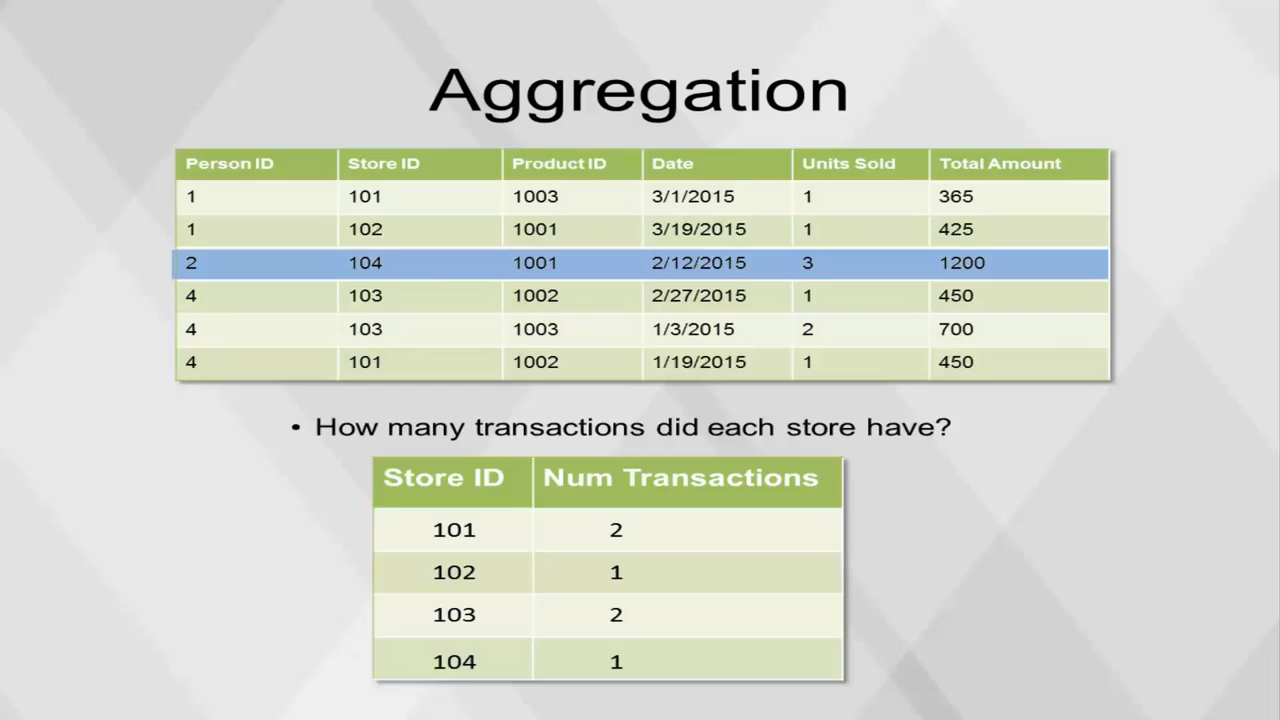 Aggregation
Person ID Store ID Product ID Date Units Sold Total Amount
1 101 1003 3/1/2015 1 365
1 102 1001 3/19/2015 1 425
2 104 1001 2/12/2015 3 1200
4 103 1002 2/27/2015 1 450
4 103 1003 1/3/2015 2 700
4 101 1002 1/19/2015 1 450
• How many transactions did each store have?
Store ID Num Transactions
101 2
102 1
103 2
104 1